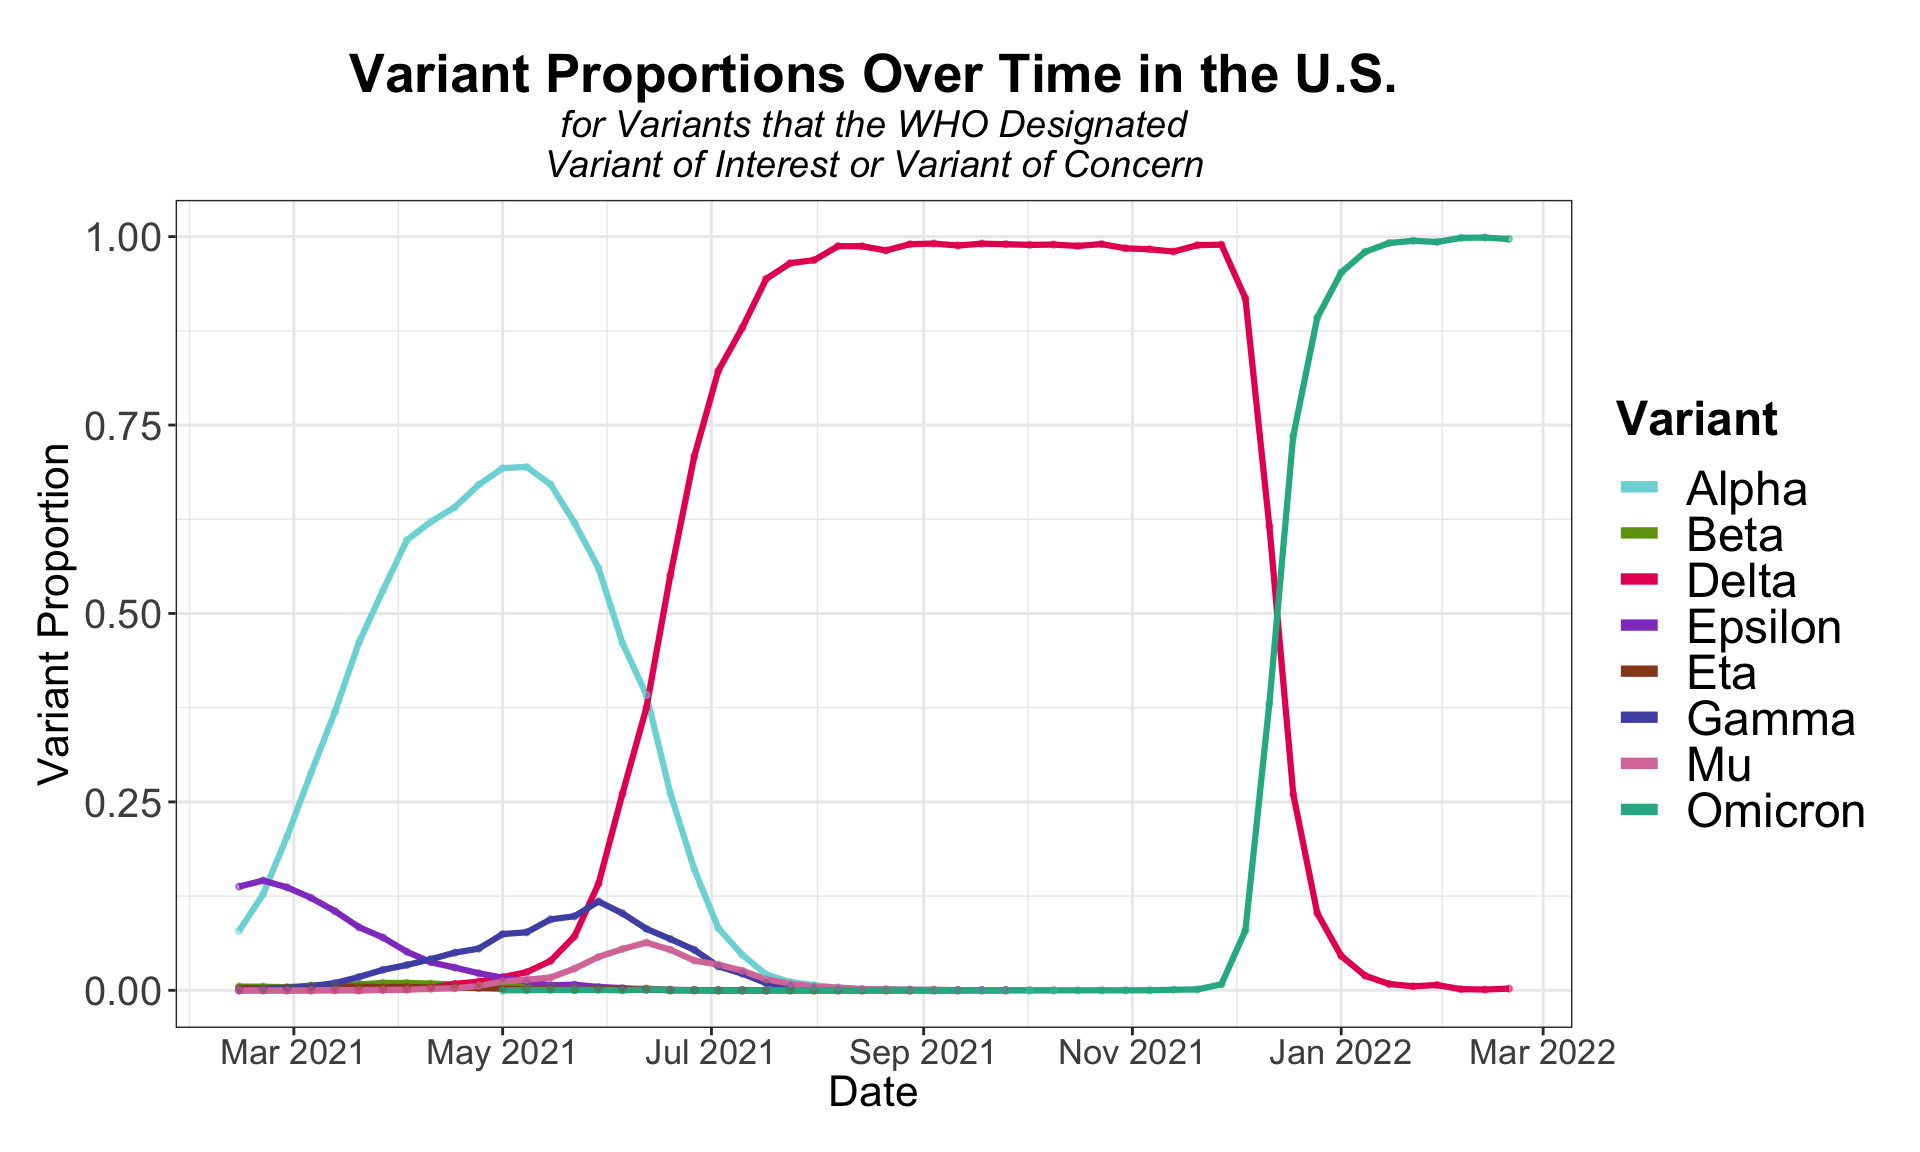 Variant Proportions Over Time in the U.S.
for Variants that the WHO Designated
Variant of Interest or Variant of Concern
Variant Proportion
1.00
0.75
0.50
0.25
0.00
Mar 2021
May 2021
Jul 2021
Sep 2021
Nov 2021
Jan 2022
Mar 2022
Date
Variant
Alpha
Beta
Delta
Epsilon
Eta
Gamma
Mu
Omicron